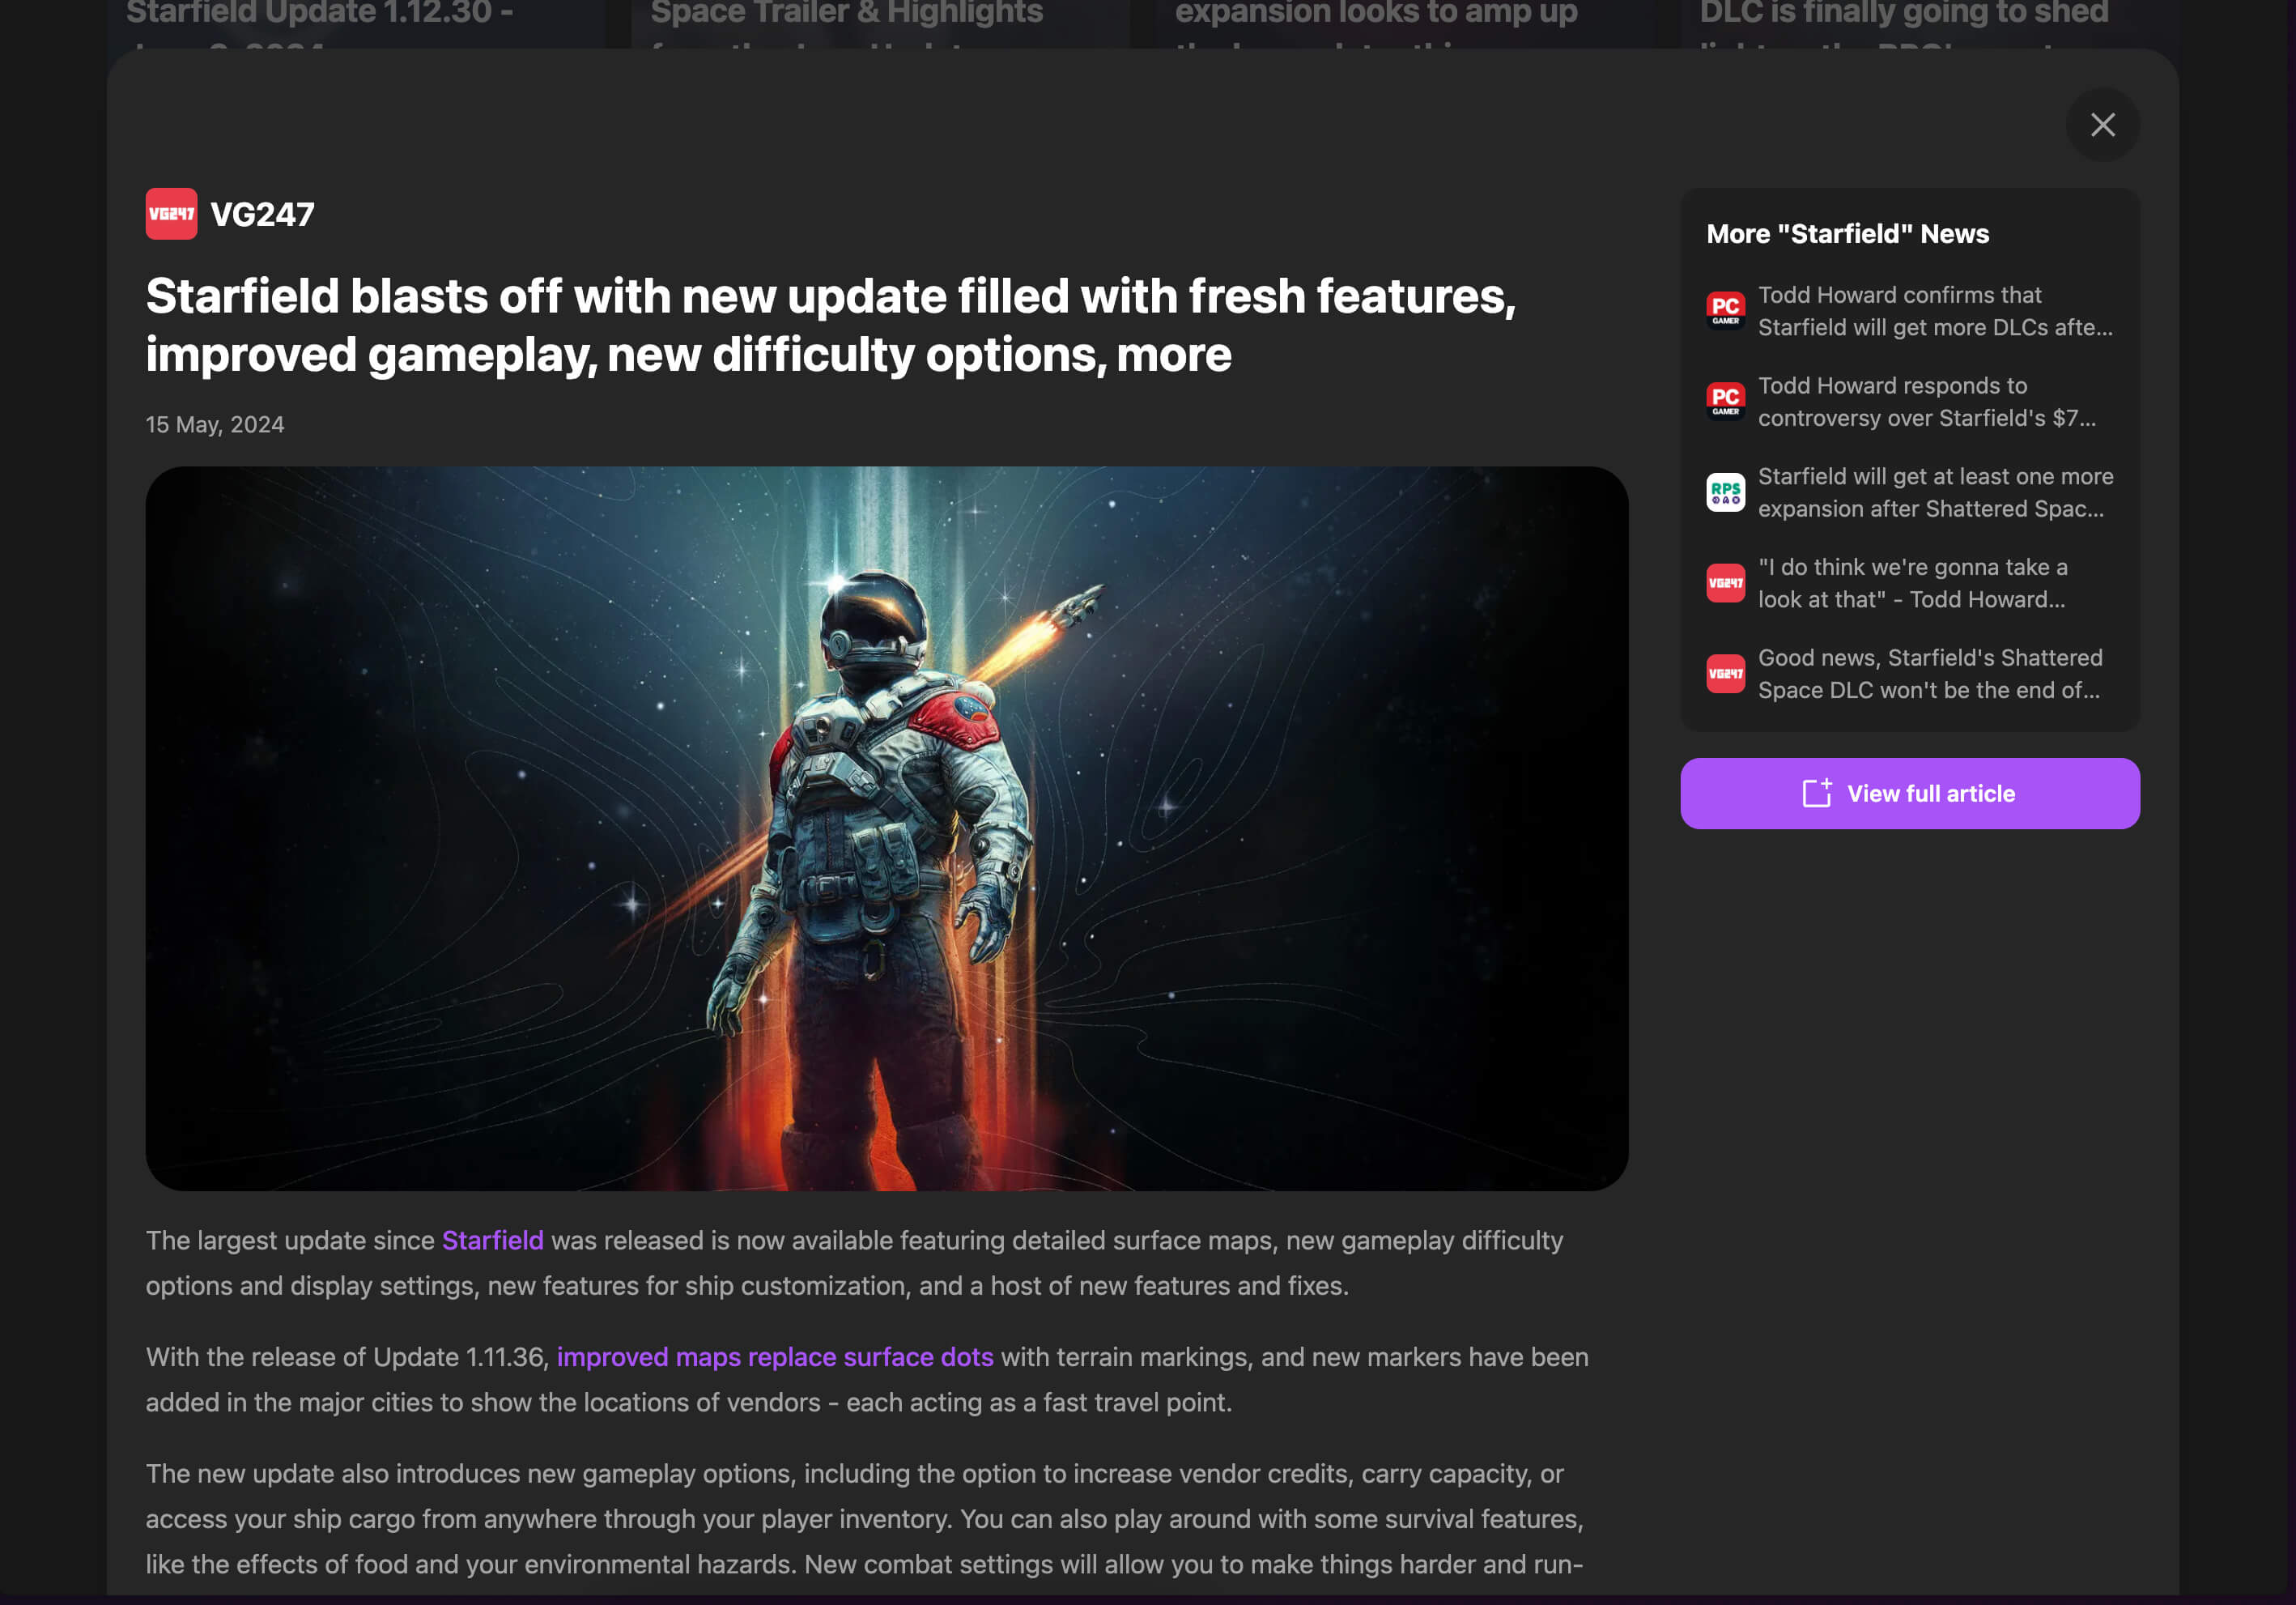 Starfield Update 1.12.30 -
Space Trailer & Highlights
expansion looks to amp up
DLC is finally going to shed
VG247 VG247
Starfield blasts off with new update filled with fresh features,
improved gameplay, new difficulty options, more
15 May, 2024
The largest update since Starfield was released is now available featuring detailed surface maps, new gameplay difficulty
options and display settings, new features for ship customization, and a host of new features and fixes.
With the release of Update 1.11.36, improved maps replace surface dots with terrain markings, and new markers have been
added in the major cities to show the locations of vendors - each acting as a fast travel point.
The new update also introduces new gameplay options, including the option to increase vendor credits, carry capacity, or
access your ship cargo from anywhere through your player inventory. You can also play around with some survival features,
like the effects of food and your environmental hazards. New combat settings will allow you to make things harder and run-
More "Starfield" News
PC
GAMER
Todd Howard confirms that
Starfield will get more DLCs afte...
PC
GAMER
Todd Howard responds to
controversy over Starfield's $7...
RPS
Starfield will get at least one more
expansion after Shattered Spac...
VG247
"I do think we're gonna take a
look at that" - Todd Howard...
VG247
Good news, Starfield's Shattered
Space DLC won't be the end of...
View full article